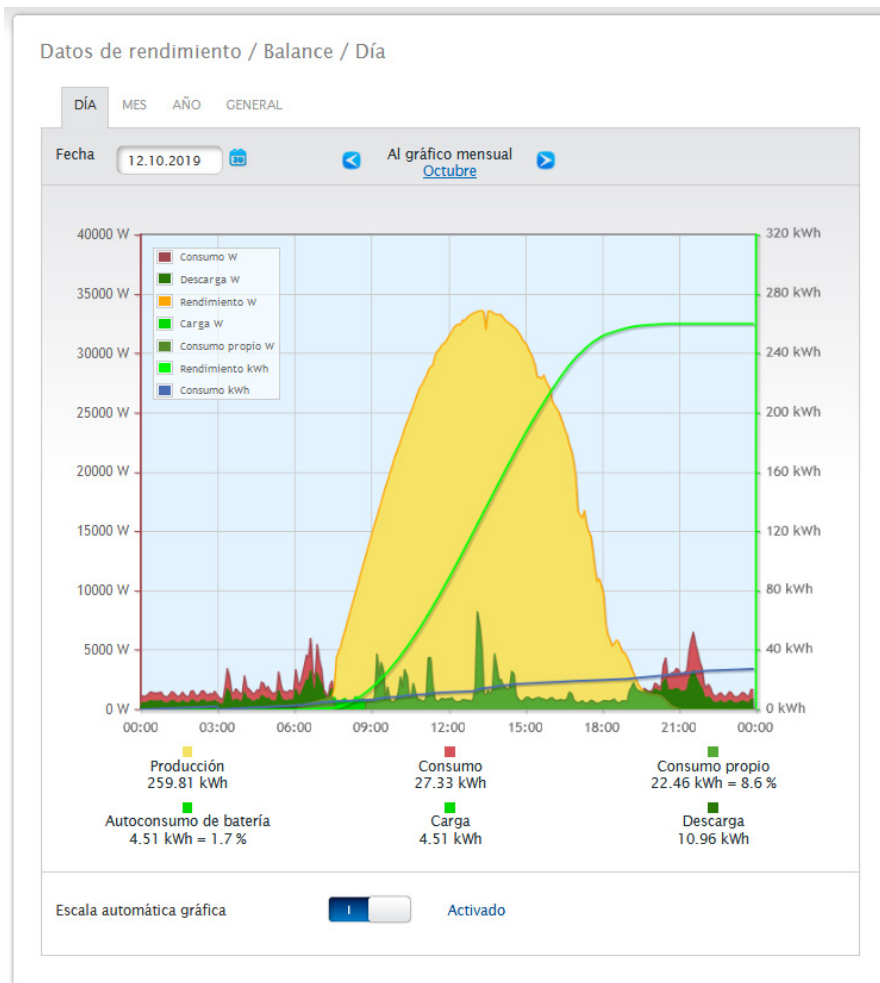 Datos de rendimiento / Balance / Día
DÍA MES AÑO GENERAL
Fecha 12.10.2019 Al gráfico mensual
Octubre
40000 W 320 kWh
Consumo W
Descarga W
35000 W 280 kWh
Rendimiento W
Carga W
Consumo propio W
30000 W 240 kWh
Rendimiento kWh
Consumo kWh
25000 W 200 kWh
20000 W 160 kWh
15000 W 120 kWh
10000 W 80 kWh
5000 W 40 kWh
0 W 0 kWh
00:00 03:00 06:00 09:00 12:00 15:00 18:00 21:00 00:00
Producción Consumo Consumo propio
259.81 kWh 27.33 kWh 22.46 kWh = 8.6 %
Autoconsumo de batería Carga Descarga
4.51 kWh = 1.7 % 4.51 kWh 10.96 kWh
Escala automática gráfica I Activado